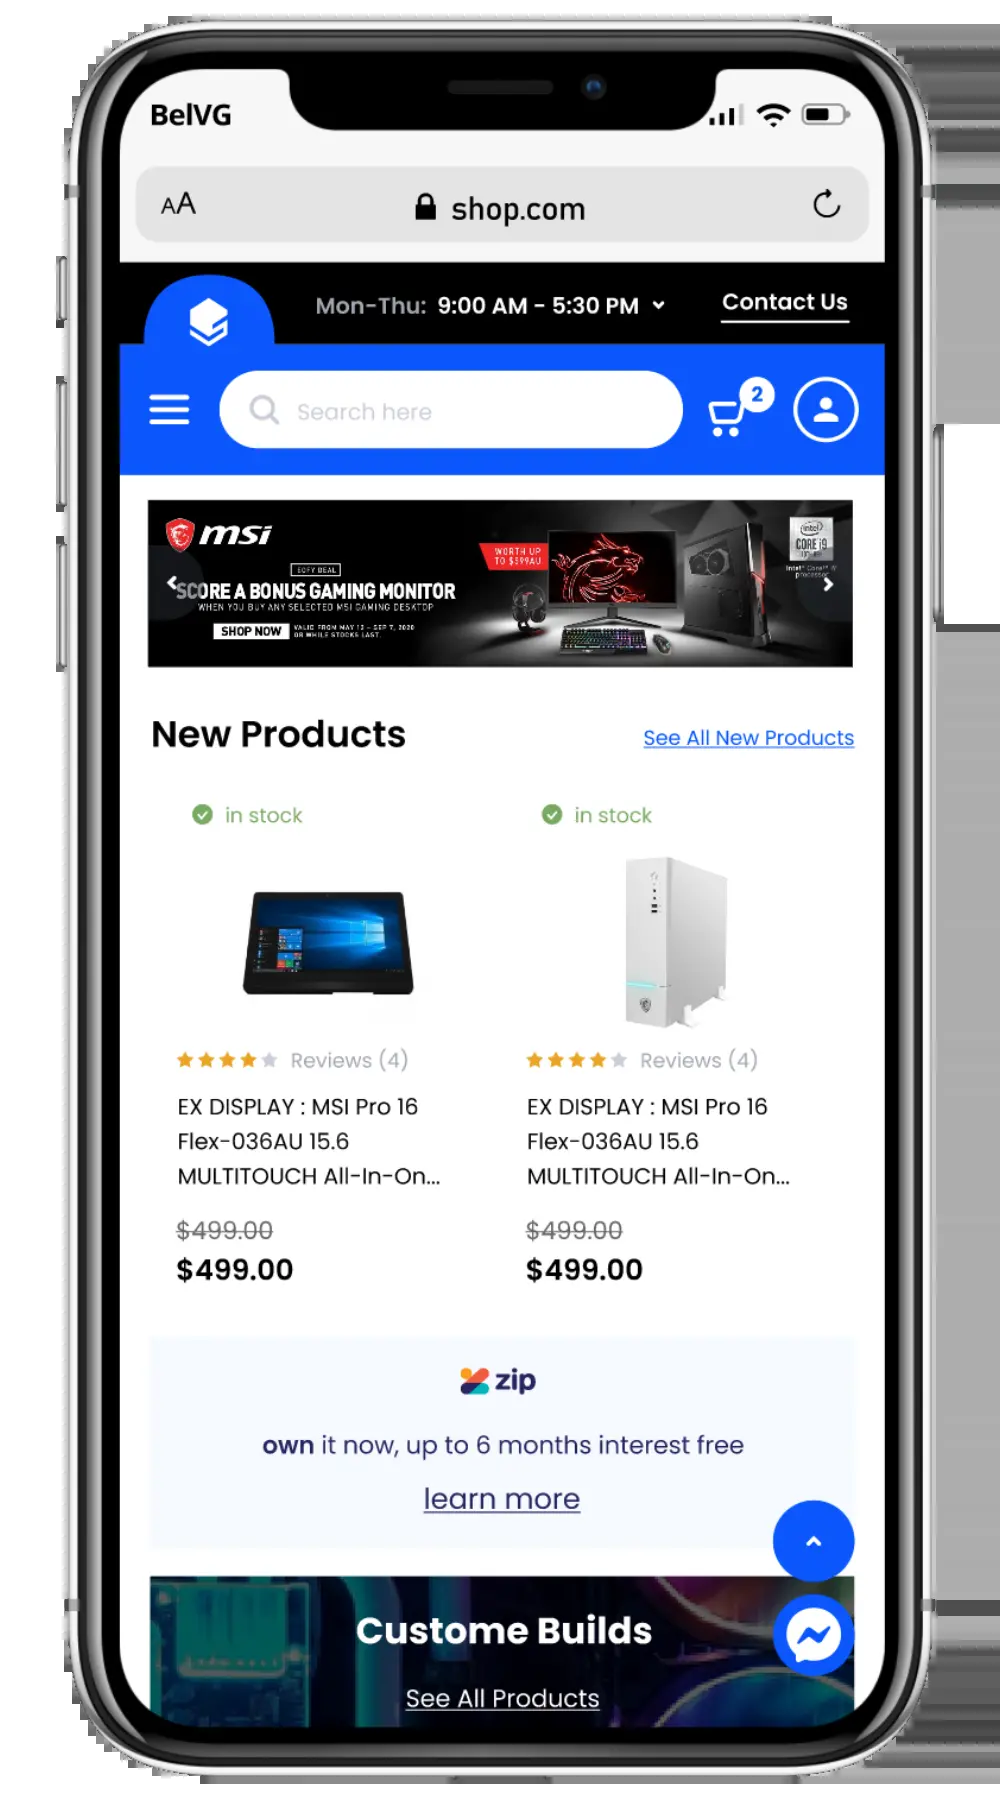 BelVG
AA shop.com
Mon-Thu: 9:00 AM - 5:30 PM Contact Us
Search here 2
msi
EOFY DEAL
SCORE A BONUS GAMING MONITOR
WHEN YOU BUY ANY SELECTED MSI GAMING DESKTOP
SHOP NOW
VALID FROM MAY 12 - SEP 7, 2020
OR WHILE STOCKS LAST.
WORTH UP
TO $599AU
intel
CORE i9
Intel® Core™ i9
processor
New Products See All New Products
in stock
in stock
Reviews (4)
EX DISPLAY : MSI Pro 16
Flex-036AU 15.6
MULTITOUCH All-In-On...
$499.00
$499.00
Reviews (4)
EX DISPLAY : MSI Pro 16
Flex-036AU 15.6
MULTITOUCH All-In-On...
$499.00
$499.00
zip
own it now, up to 6 months interest free
learn more
Custome Builds
See All Products